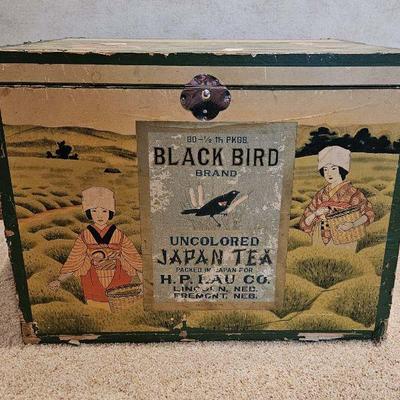 80-½ lb PKGS.
BLACK BIRD
BRAND
UNCOLORED
JAPAN TEA
PACKED IN JAPAN FOR
H.P. LAU CO.
LINCOLN, NEB.
FREMONT, NEB.